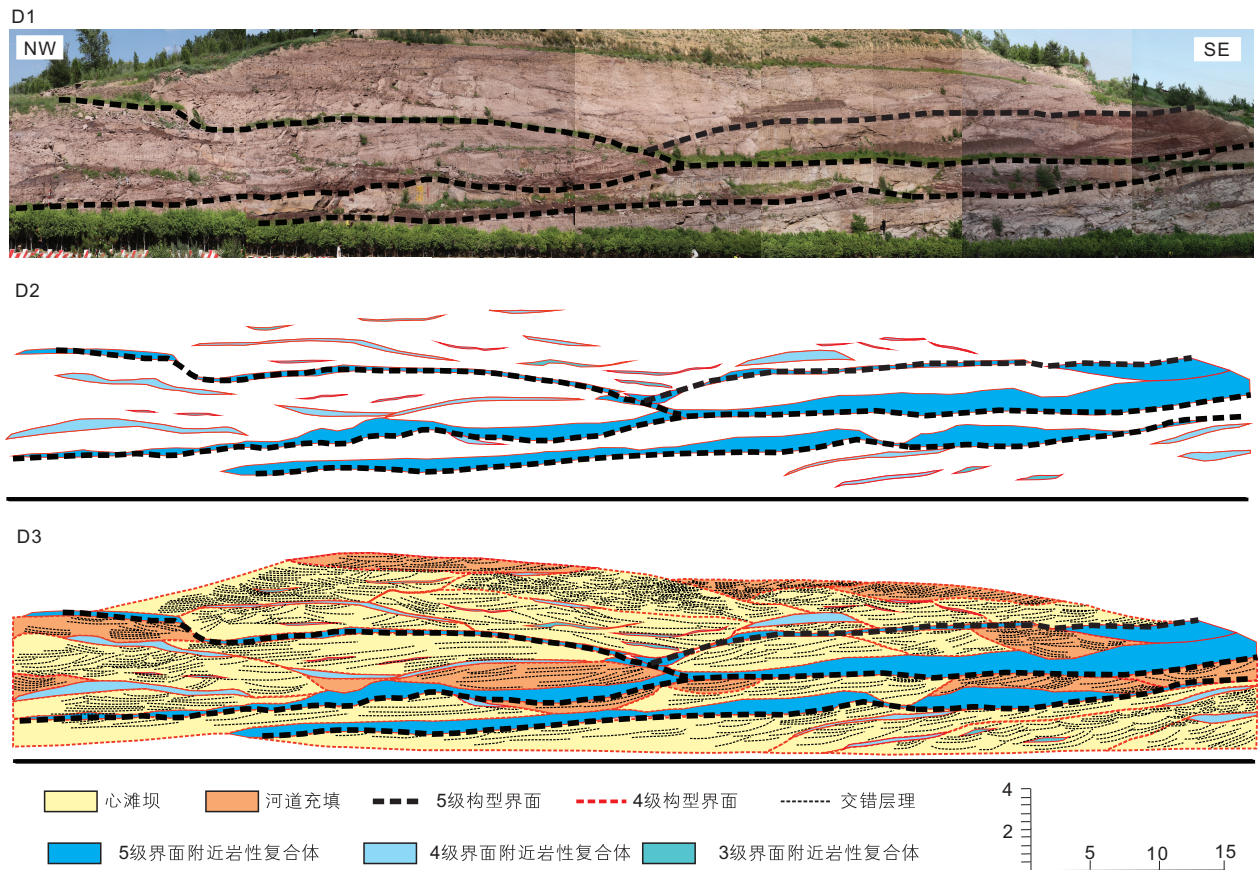 D1
NW
SE
D2
D3
心滩坝
河道充填
5级构型界面
4级构型界面
交错层理
5级界面附近岩性复合体
4级界面附近岩性复合体
3级界面附近岩性复合体
4
2
5
10
15